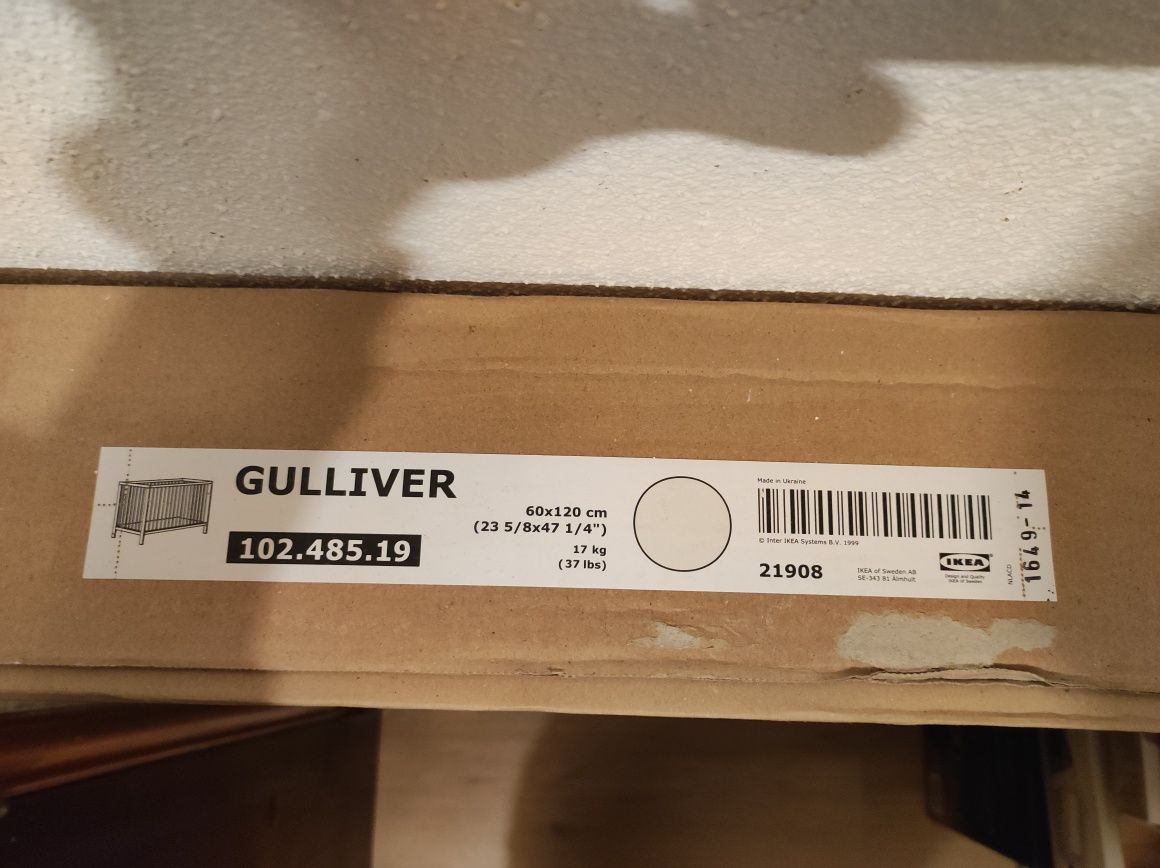 GULLIVER
102.485.19
60x120 cm
(23 5/8x47 1/4")
17 kg
(37 lbs)
Made in Ukraine
© Inter IKEA Systems B.V. 1999
21908
IKEA of Sweden AB
SE-343 81 Älmhult
IKEA
Design and Quality
IKEA of Sweden
NLACD
1649-14